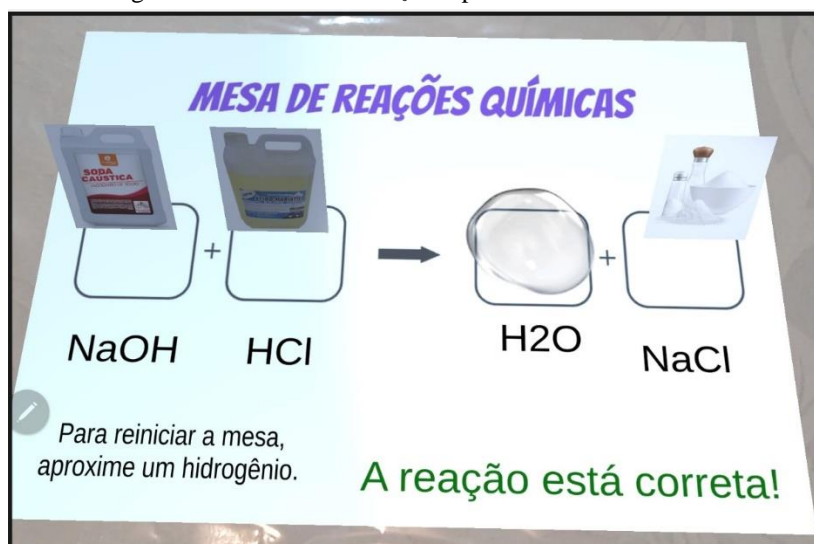 MESA DE REAÇÕES QUÍMICAS
SODA
CAUSTICA
+
+
NaOH
HCl
H2O
NaCl
Para reiniciar a mesa,
aproxime um hidrogênio.
A reação está correta!